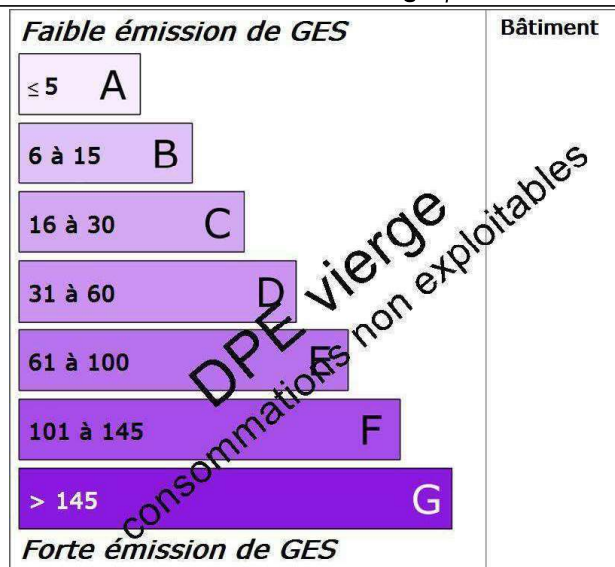 Faible émission de GES
Bâtiment
≤ 5 A
6 à 15 B
16 à 30 C
31 à 60 D
61 à 100 E
101 à 145 F
> 145 G
Forte émission de GES
DPE vierge
consommations non exploitables